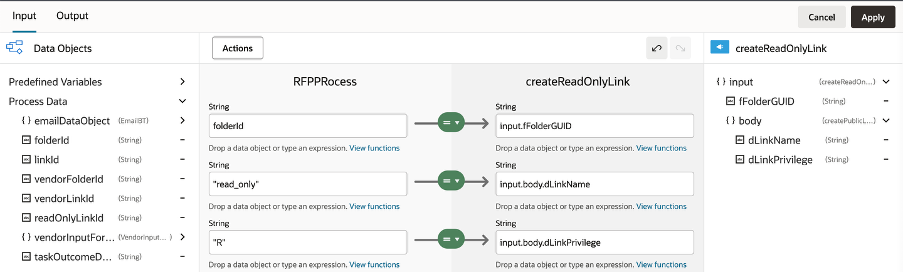 Input Output Cancel Apply
Data Objects Actions createReadOnlyLink
RFPPRocess createReadOnlyLink
Predefined Variables
Process Data
emailDataObject (EmailBT)
folderId (String)
linkId (String)
vendorFolderId (String)
vendorLinkId (String)
readOnlyLinkId (String)
vendorInputFor... (VendorInput...)
taskOutcomeD... (String)
String String
folderId = input.fFolderGUID
Drop a data object or type an expression. View functions Drop a data object or type an expression. View functions
String String
"read_only" = input.body.dLinkName
Drop a data object or type an expression. View functions Drop a data object or type an expression. View functions
String String
"R" = input.body.dLinkPrivilege
Drop a data object or type an expression. View functions Drop a data object or type an expression. View functions
{ } input (createReadOn...)
fFolderGUID (String)
{ } body (createPublicL...)
dLinkName (String)
dLinkPrivilege (String)